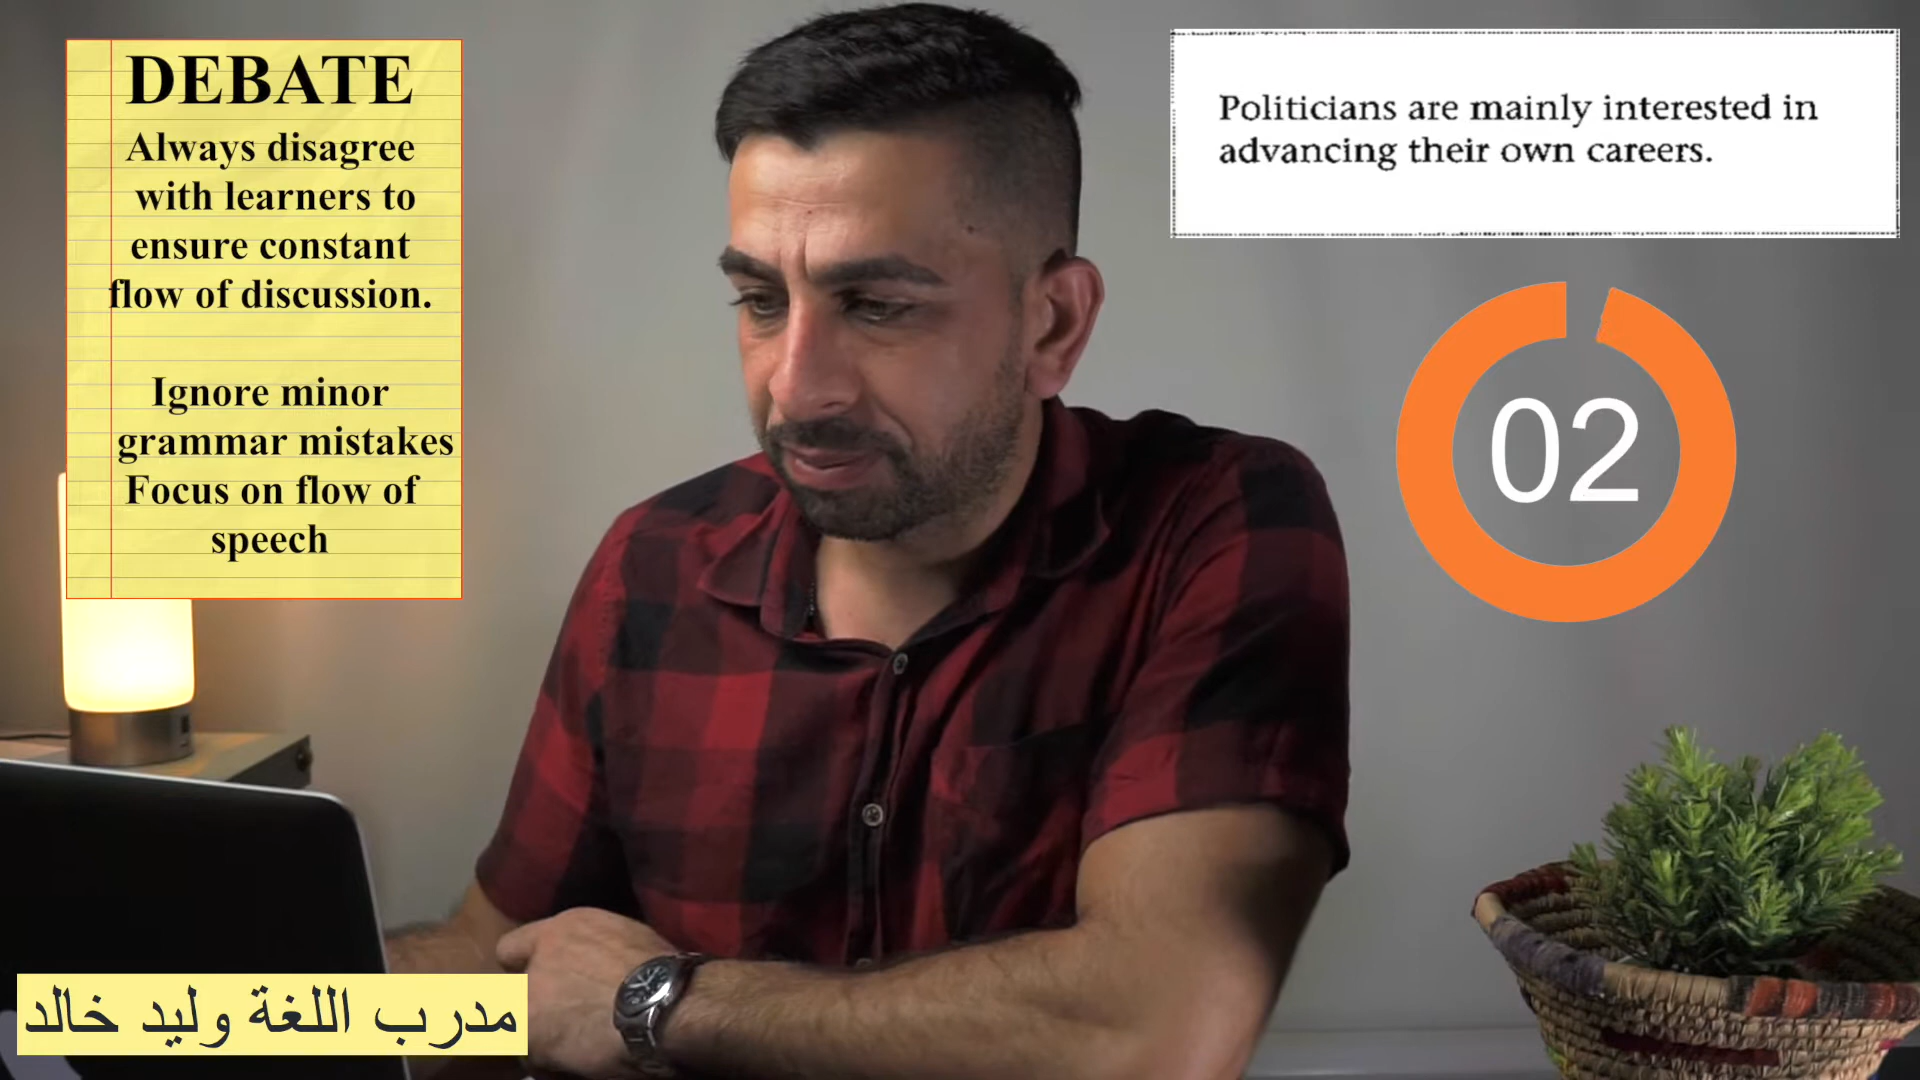 DEBATE
Always disagree
with learners to
ensure constant
flow of discussion.
Ignore minor
grammar mistakes
Focus on flow of
speech
Politicians are mainly interested in
advancing their own careers.
02
مدرب اللغة وليد خالد